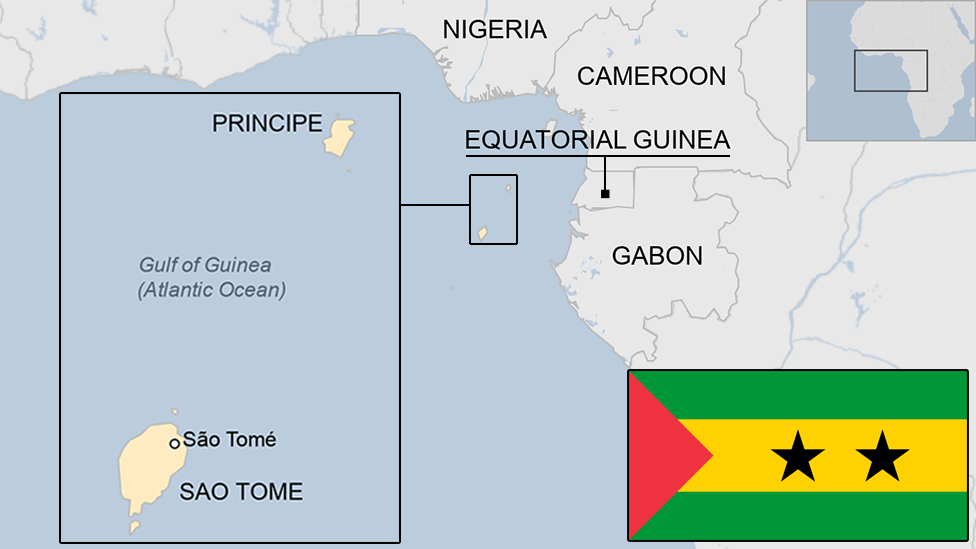 NIGERIA
CAMEROON
PRINCIPE
EQUATORIAL GUINEA
GABON
Gulf of Guinea
(Atlantic Ocean)
São Tomé
SAO TOME